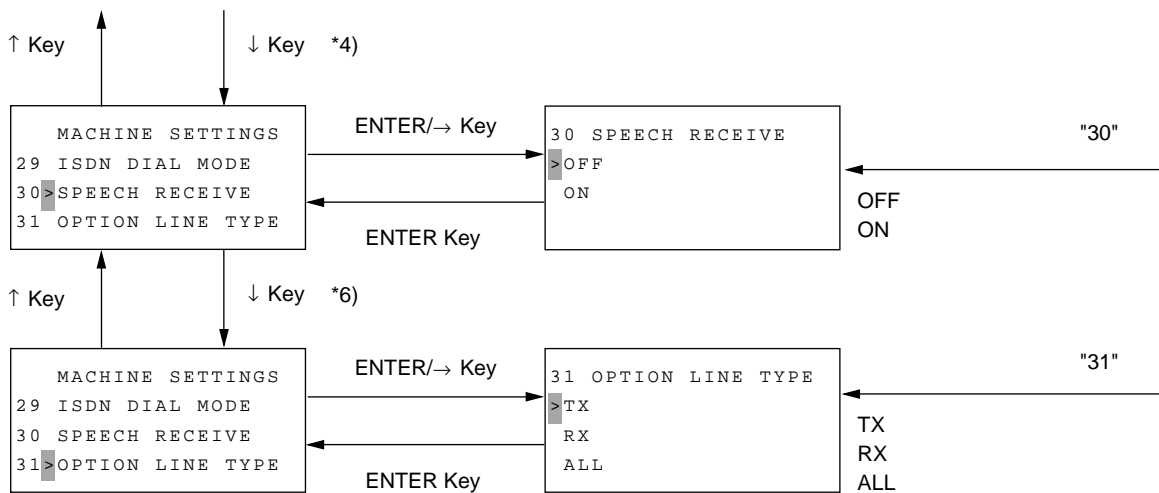 ↑ Key ↓ Key *4)
MACHINE SETTINGS
29 ISDN DIAL MODE
30>SPEECH RECEIVE
31 OPTION LINE TYPE
ENTER/→ Key
ENTER Key
30 SPEECH RECEIVE
>OFF
ON
"30"
OFF
ON
↑ Key ↓ Key *6)
MACHINE SETTINGS
29 ISDN DIAL MODE
30 SPEECH RECEIVE
31>OPTION LINE TYPE
ENTER/→ Key
ENTER Key
31 OPTION LINE TYPE
>TX
RX
ALL
"31"
TX
RX
ALL